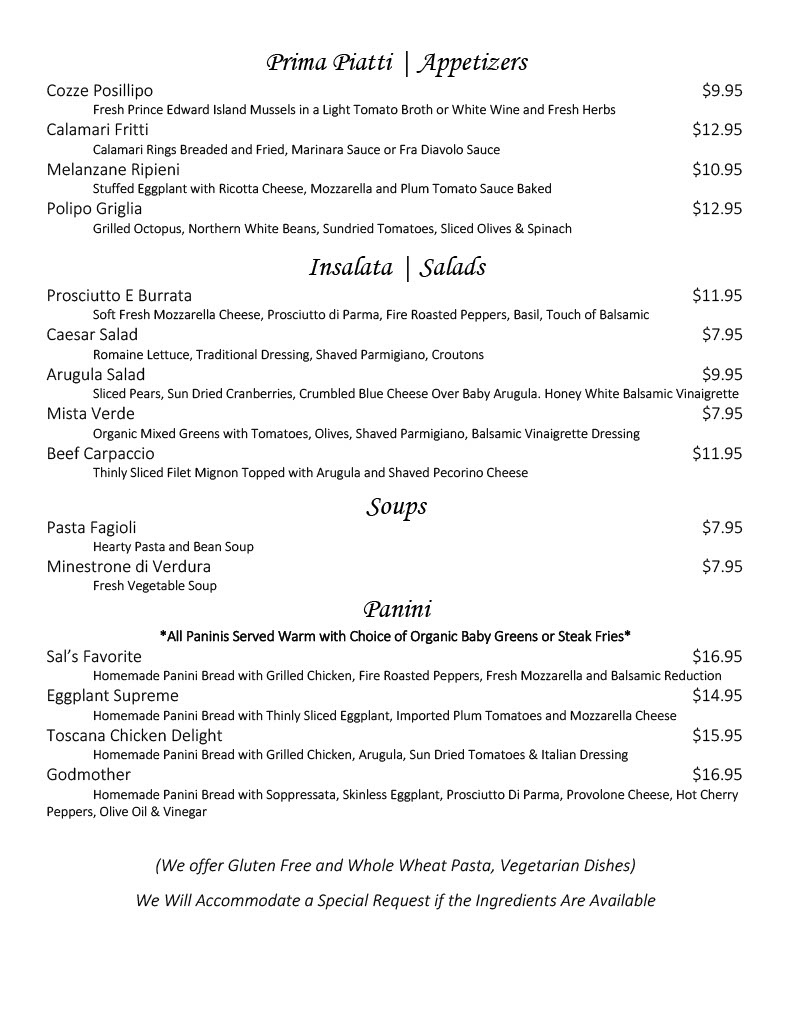 Prima Piatti | Appetizers
Cozze Posillipo $9.95
Fresh Prince Edward Island Mussels in a Light Tomato Broth or White Wine and Fresh Herbs
Calamari Fritti $12.95
Calamari Rings Breaded and Fried, Marinara Sauce or Fra Diavolo Sauce
Melanzane Ripieni $10.95
Stuffed Eggplant with Ricotta Cheese, Mozzarella and Plum Tomato Sauce Baked
Polipo Griglia $12.95
Grilled Octopus, Northern White Beans, Sundried Tomatoes, Sliced Olives & Spinach
Insalata | Salads
Prosciutto E Burrata $11.95
Soft Fresh Mozzarella Cheese, Prosciutto di Parma, Fire Roasted Peppers, Basil, Touch of Balsamic
Caesar Salad $7.95
Romaine Lettuce, Traditional Dressing, Shaved Parmigiano, Croutons
Arugula Salad $9.95
Sliced Pears, Sun Dried Cranberries, Crumbled Blue Cheese Over Baby Arugula. Honey White Balsamic Vinaigrette
Mista Verde $7.95
Organic Mixed Greens with Tomatoes, Olives, Shaved Parmigiano, Balsamic Vinaigrette Dressing
Beef Carpaccio $11.95
Thinly Sliced Filet Mignon Topped with Arugula and Shaved Pecorino Cheese
Soups
Pasta Fagioli $7.95
Hearty Pasta and Bean Soup
Minestrone di Verdura $7.95
Fresh Vegetable Soup
Panini
*All Paninis Served Warm with Choice of Organic Baby Greens or Steak Fries*
Sal's Favorite $16.95
Homemade Panini Bread with Grilled Chicken, Fire Roasted Peppers, Fresh Mozzarella and Balsamic Reduction
Eggplant Supreme $14.95
Homemade Panini Bread with Thinly Sliced Eggplant, Imported Plum Tomatoes and Mozzarella Cheese
Toscana Chicken Delight $15.95
Homemade Panini Bread with Grilled Chicken, Arugula, Sun Dried Tomatoes & Italian Dressing
Godmother $16.95
Homemade Panini Bread with Soppressata, Skinless Eggplant, Prosciutto Di Parma, Provolone Cheese, Hot Cherry
Peppers, Olive Oil & Vinegar
(We offer Gluten Free and Whole Wheat Pasta, Vegetarian Dishes)
We Will Accommodate a Special Request if the Ingredients Are Available